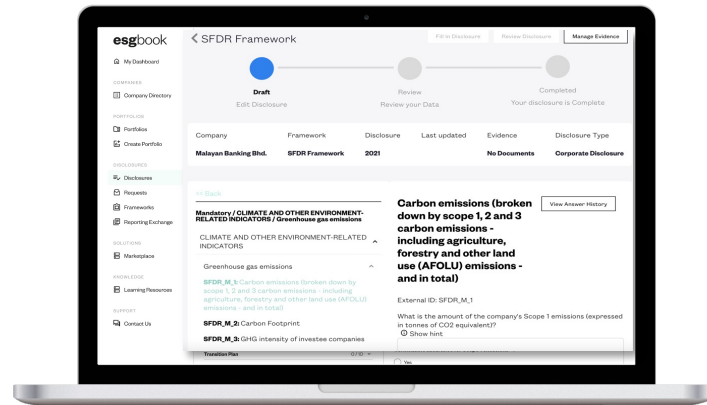 esgbook
My Dashboard
COMPANIES
Company Directory
PORTFOLIOS
Portfolios
Create Portfolio
DISCLOSURES
Disclosures
Requests
Frameworks
Reporting Exchange
SOLUTIONS
Marketplace
KNOWLEDGE
Learning Resources
SUPPORT
Contact Us
SFDR Framework
Fill In Disclosure
Review Disclosure
Manage Evidence
Draft
Edit Disclosure
Review
Review your Data
Completed
Your disclosure is Complete
Company Framework Disclosure Last updated Evidence Disclosure Type
Malayan Banking Bhd. SFDR Framework 2021 No Documents Corporate Disclosure
<< Back
Mandatory / CLIMATE AND OTHER ENVIRONMENT-
RELATED INDICATORS / Greenhouse gas emissions
CLIMATE AND OTHER ENVIRONMENT-RELATED
INDICATORS
Greenhouse gas emissions
SFDR_M_1: Carbon emissions (broken down by
scope 1, 2 and 3 carbon emissions - including
agriculture, forestry and other land use (AFOLU)
emissions - and in total)
SFDR_M_2: Carbon Footprint
SFDR_M_3: GHG intensity of investee companies
Transition Plan
Carbon emissions (broken
down by scope 1, 2 and 3
carbon emissions -
including agriculture,
forestry and other land
use (AFOLU) emissions -
and in total)
View Answer History
External ID: SFDR_M_1
What is the amount of the company's Scope 1 emissions (expressed
in tonnes of CO2 equivalent)?
Show hint
Yes